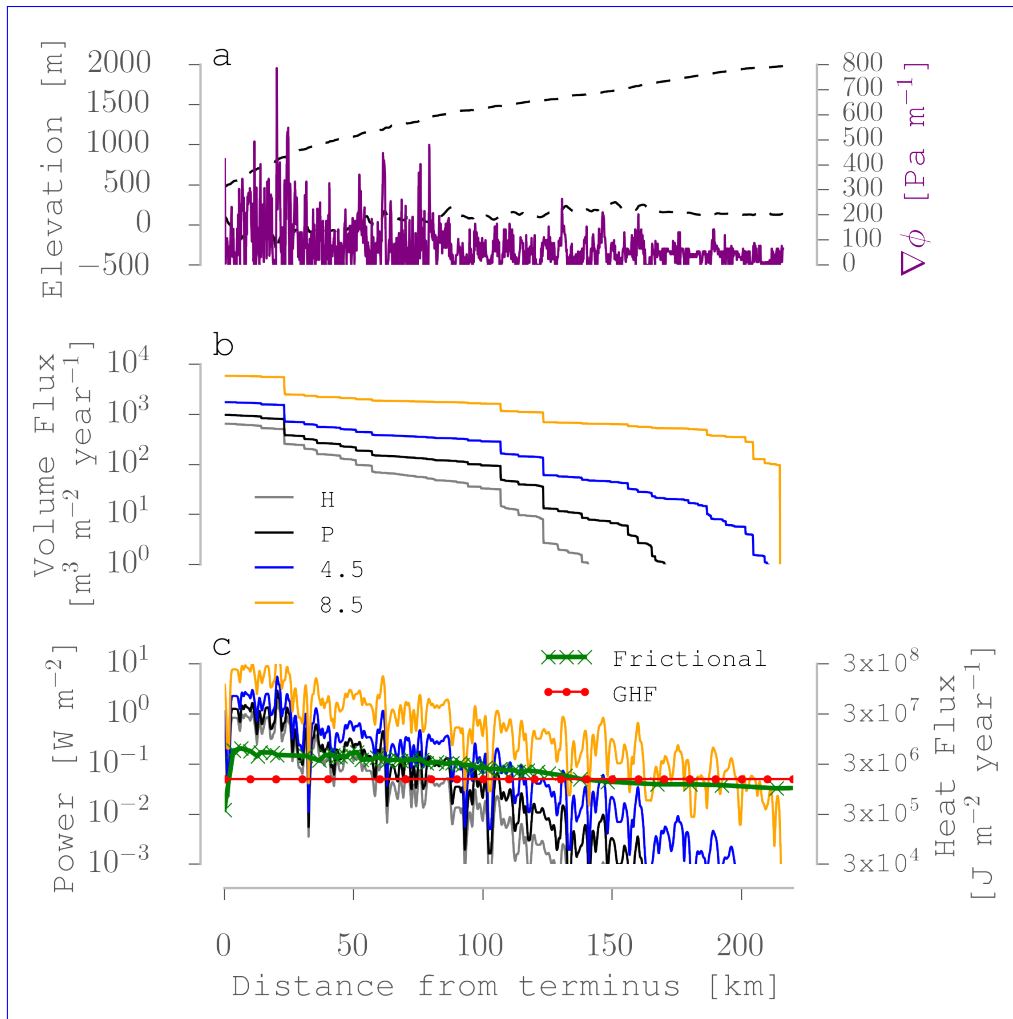 a
Elevation [m]
2000
1500
1000
500
0
−500
800
700
600
500
400
300
200
100
0
∇ϕ [Pa m⁻¹]
b
Volume Flux
[m³ m⁻² year⁻¹]
10⁴
10³
10²
10¹
10⁰
H
P
4.5
8.5
c
Power [W m⁻²]
10¹
10⁰
10⁻¹
10⁻²
10⁻³
Frictional
GHF
3x10⁸
3x10⁷
3x10⁶
3x10⁵
3x10⁴
Heat Flux
[J m⁻² year⁻¹]
0 50 100 150 200
Distance from terminus [km]